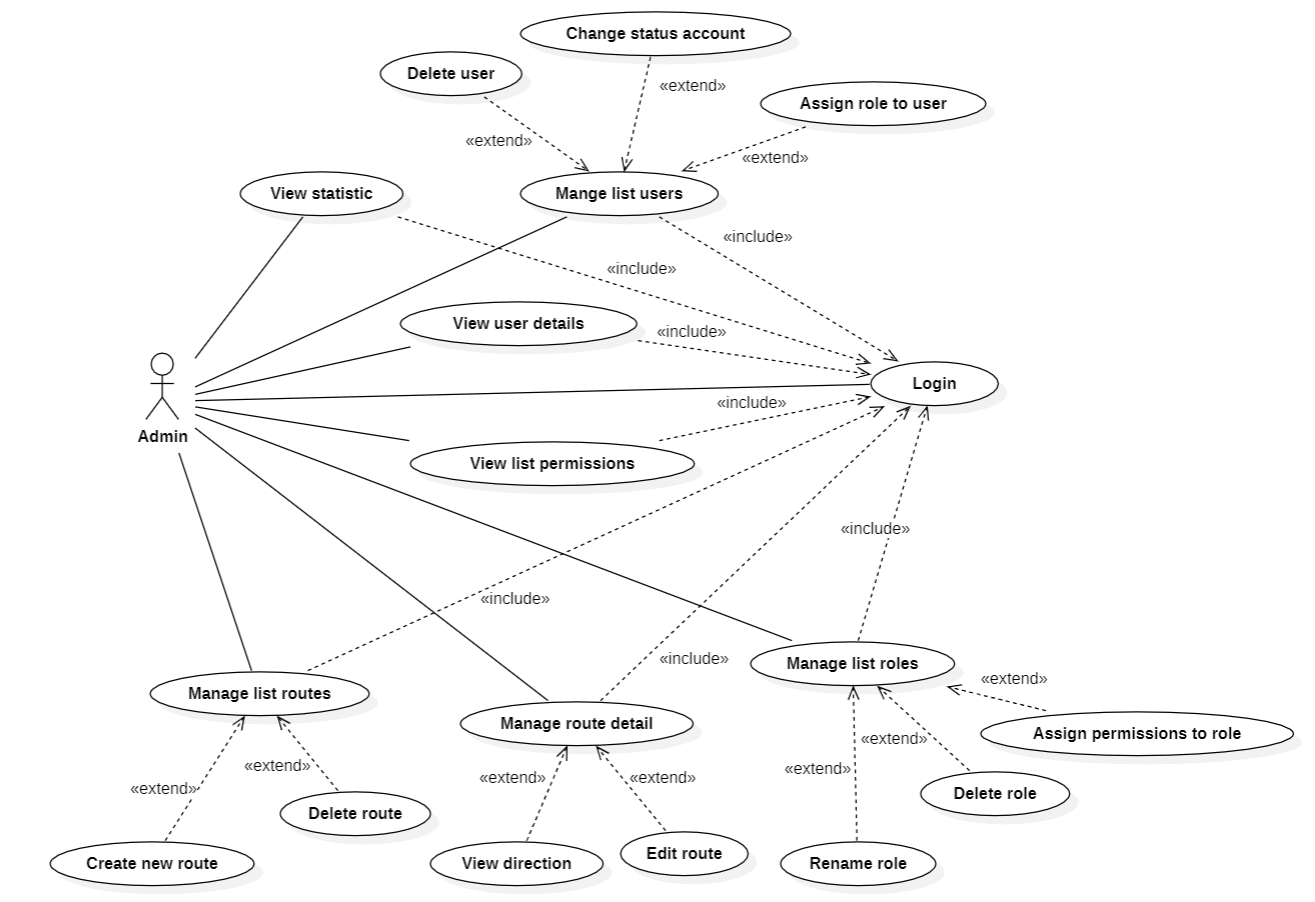 Change status account
Delete user
«extend»
Assign role to user
«extend»
«extend»
View statistic
Mange list users
«include»
«include»
View user details
«include»
Login
«include»
Admin
View list permissions
«include»
«include»
«include»
Manage list roles
«extend»
Manage list routes
Manage route detail
Assign permissions to role
«extend»
«extend»
«extend»
«extend»
«extend»
«extend»
Delete role
Delete route
Edit route
Create new route
View direction
Rename role